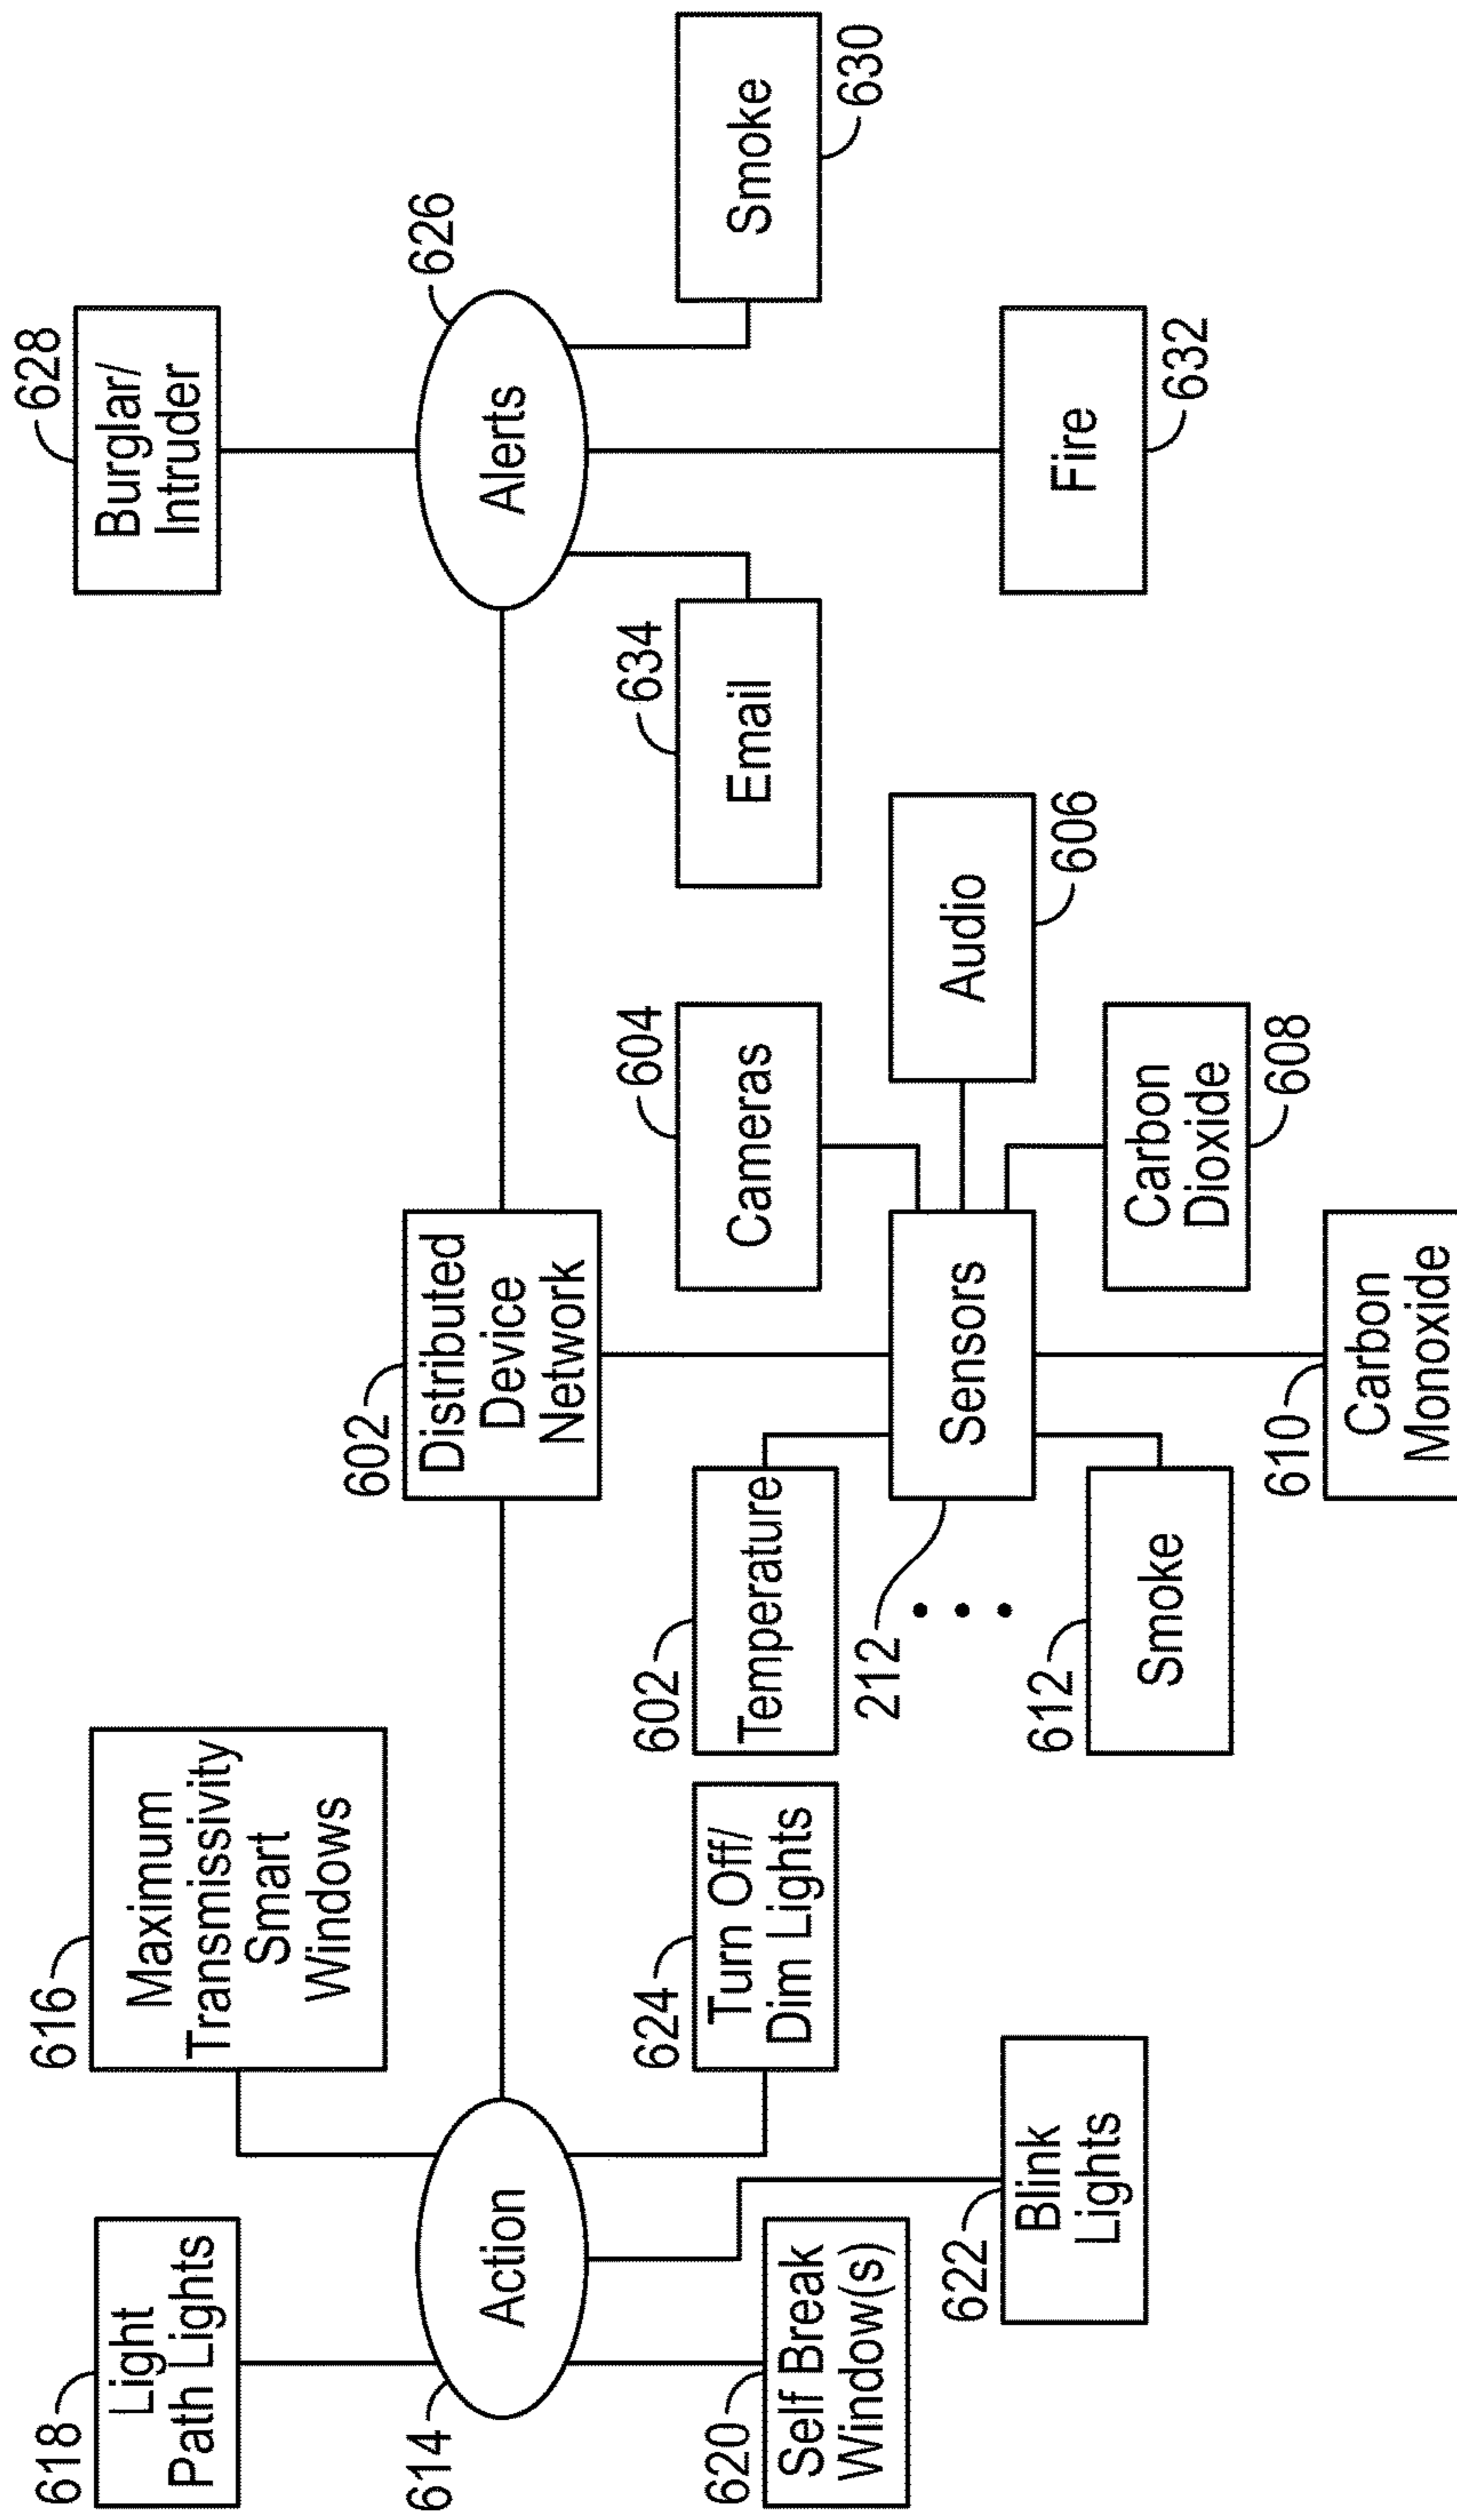 618
Light
Path Lights
616
Maximum
Transmissivity
Smart
Windows
628
Burglar/
Intruder
614
Action
602
Distributed
Device
Network
Alerts
626
620
Self Break
Window(s)
624
Turn Off/
Dim Lights
602
Temperature
604
Cameras
634
Email
Smoke
630
622
Blink
Lights
212
Sensors
Audio
606
612
Smoke
Carbon
Dioxide
608
Fire
632
610
Carbon
Monoxide